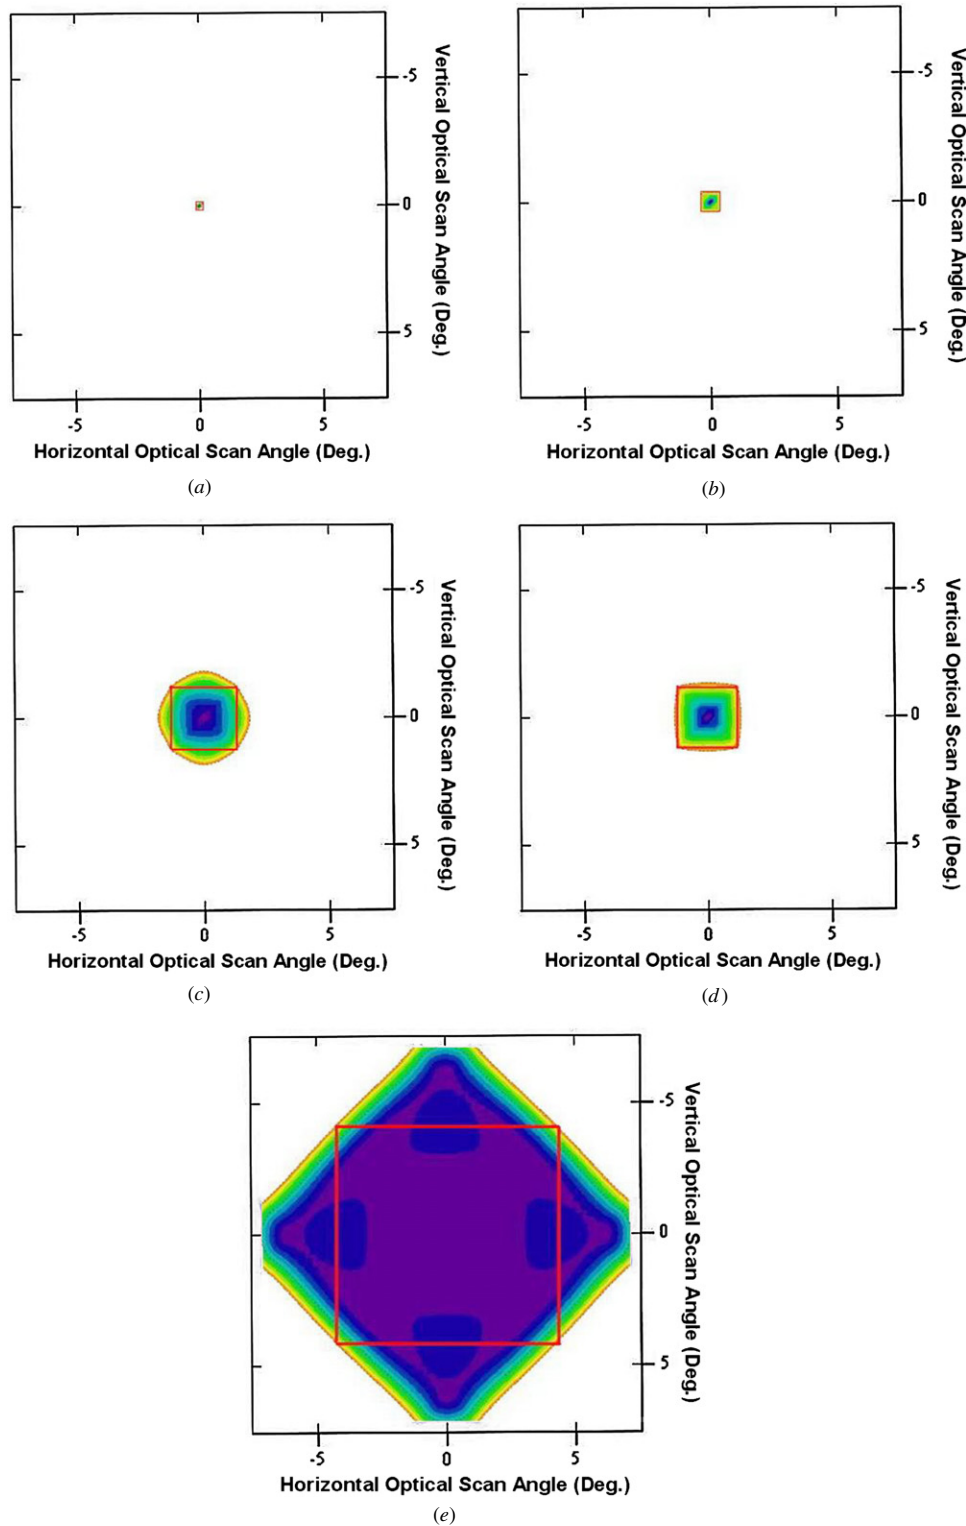 -5
0
5
Vertical Optical Scan Angle (Deg.)
-5 0 5
Horizontal Optical Scan Angle (Deg.)
(a)
-5
0
5
Vertical Optical Scan Angle (Deg.)
-5 0 5
Horizontal Optical Scan Angle (Deg.)
(b)
-5
0
5
Vertical Optical Scan Angle (Deg.)
-5 0 5
Horizontal Optical Scan Angle (Deg.)
(c)
-5
0
5
Vertical Optical Scan Angle (Deg.)
-5 0 5
Horizontal Optical Scan Angle (Deg.)
(d)
-5
0
5
Vertical Optical Scan Angle (Deg.)
-5 0 5
Horizontal Optical Scan Angle (Deg.)
(e)